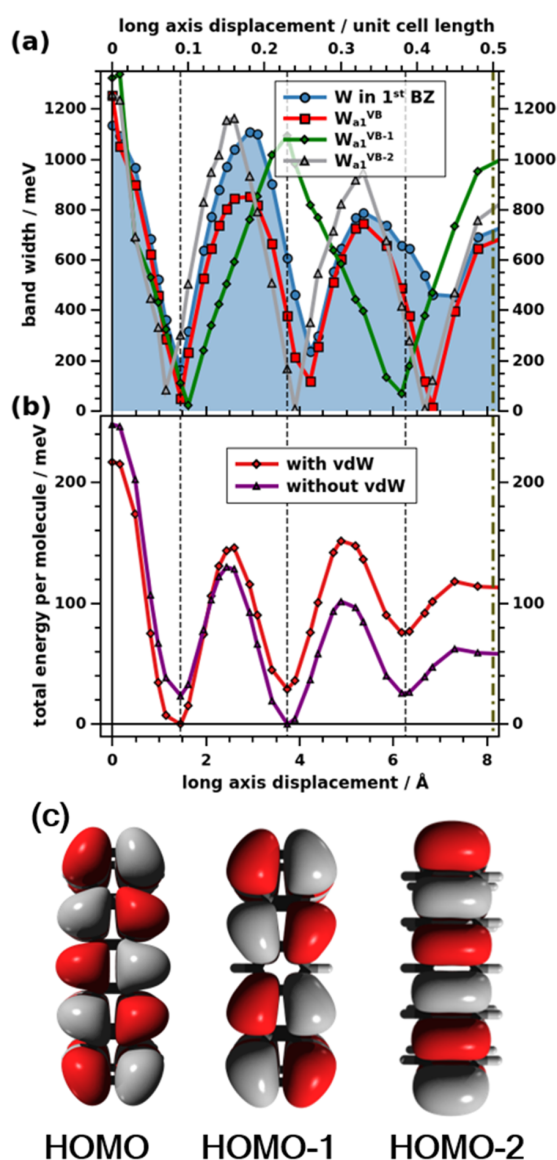 long axis displacement / unit cell length
(a)
0 0.1 0.2 0.3 0.4 0.5
band width / meV
1200 1200
1000 1000
800 800
600 600
400 400
200 200
0 0
W in 1st BZ
Wa1VB
Wa1VB-1
Wa1VB-2
(b)
total energy per molecule / meV
200 200
100 100
0 0
with vdW
without vdW
0 2 4 6 8
long axis displacement / Å
(c)
HOMO HOMO-1 HOMO-2